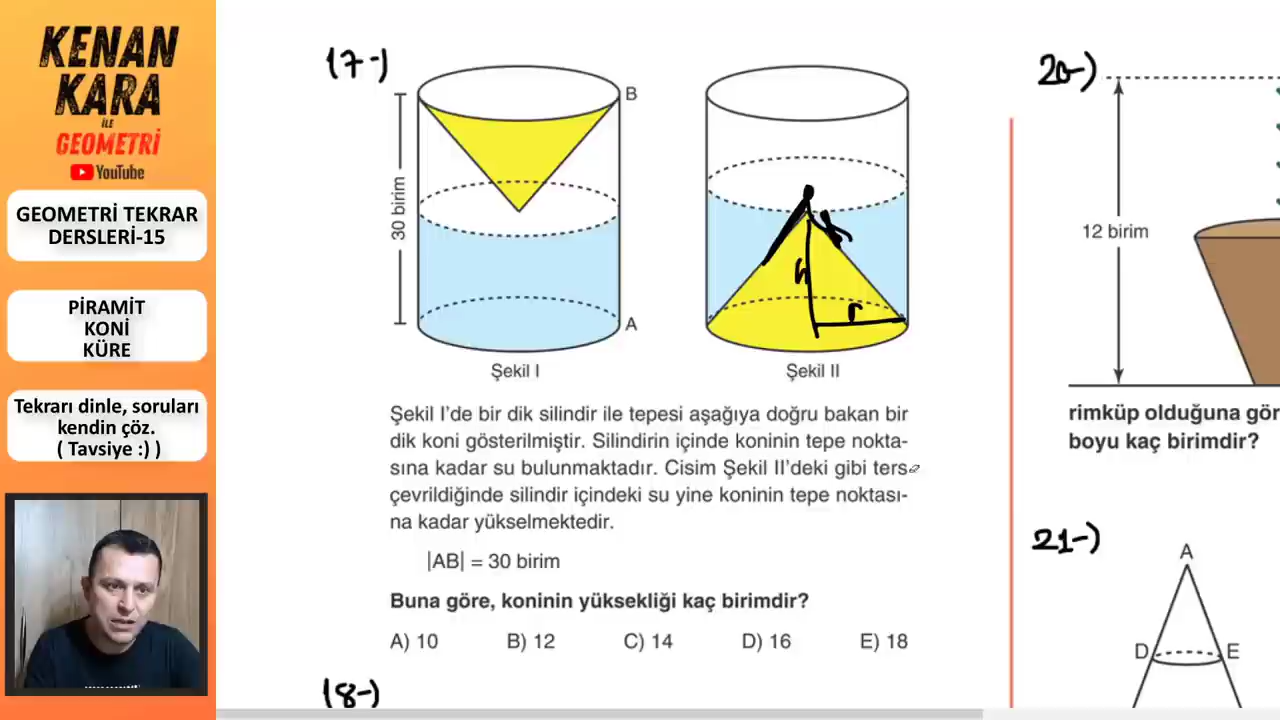 KENAN
KARA
İLE
GEOMETRİ
YouTube
GEOMETRİ TEKRAR
DERSLERİ-15
PİRAMİT
KONİ
KÜRE
Tekrarı dinle, soruları
kendin çöz.
( Tavsiye :) )
17-)
B
30 birim
A
Şekil I
h
r
Şekil II
Şekil I'de bir dik silindir ile tepesi aşağıya doğru bakan bir
dik koni gösterilmiştir. Silindirin içinde koninin tepe nokta-
sına kadar su bulunmaktadır. Cisim Şekil II'deki gibi ters
çevrildiğinde silindir içindeki su yine koninin tepe noktası-
na kadar yükselmektedir.
|AB| = 30 birim
Buna göre, koninin yüksekliği kaç birimdir?
A) 10 B) 12 C) 14 D) 16 E) 18
18-)
20-)
12 birim
rimküp olduğuna gör
boyu kaç birimdir?
21-)
A
D E